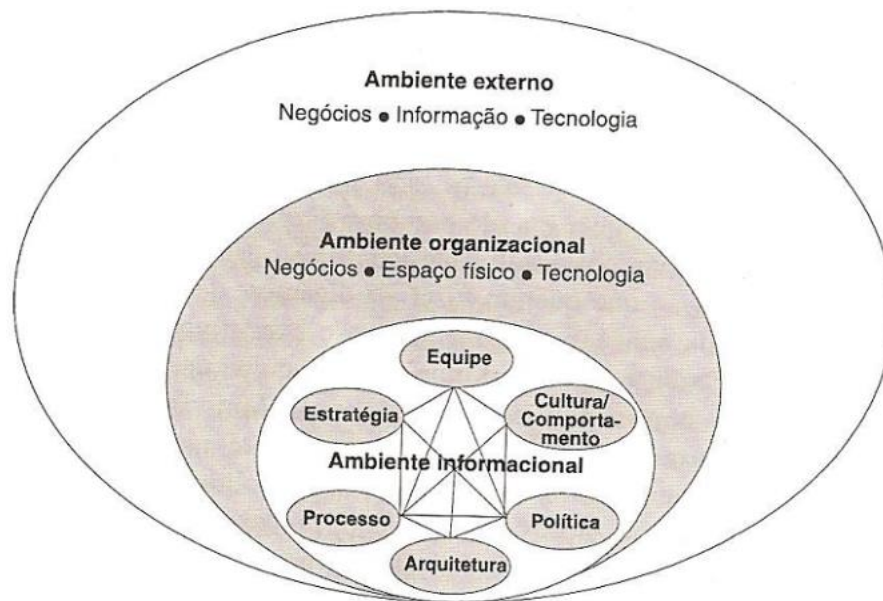 Ambiente externo
Negócios • Informação • Tecnologia
Ambiente organizacional
Negócios • Espaço físico • Tecnologia
Equipe
Estratégia
Cultura/
Comporta-
mento
Ambiente informacional
Processo
Política
Arquitetura